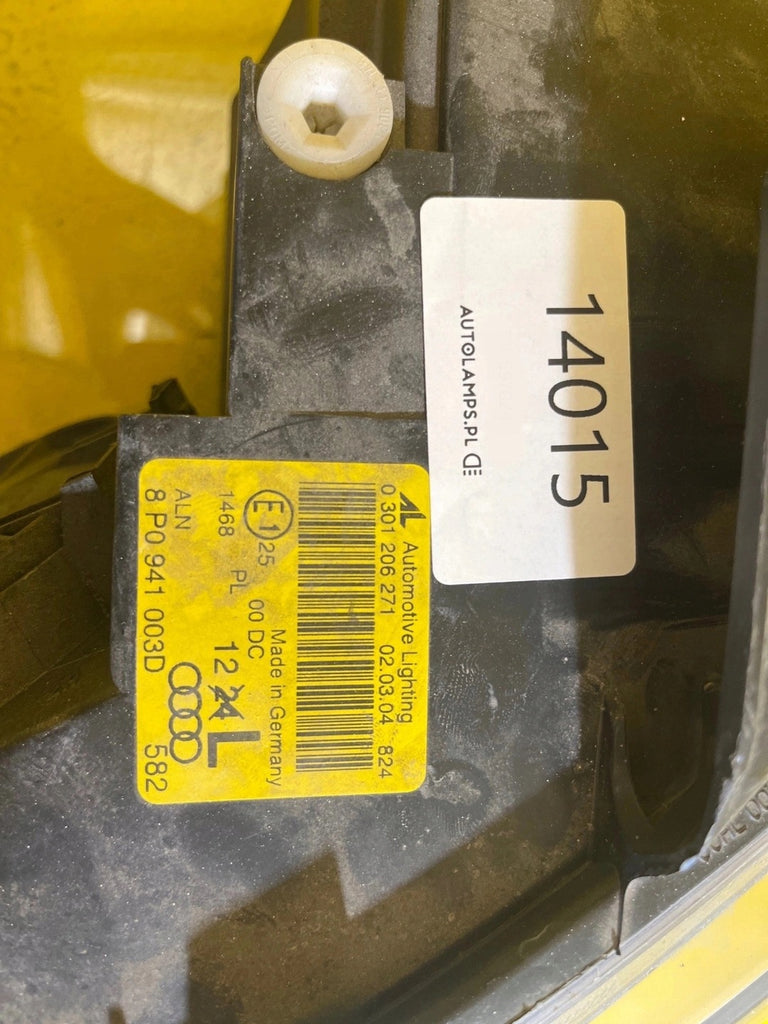 14015
AUTOLAMPS.PL
AL Automotive Lighting
0 301 206 271 02.03.04 824
Made in Germany
E1 25 00 DC
1468 PL 12 24 L
ALN
8 P0 941 003D 582